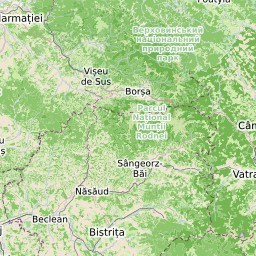 armației
Верховинський
національний
природний
парк
Vișeu
de Sus
Borșa
Parcul
Național
Munții
Rodnei
Câm
Sângeorz-
Băi
Vatra
Năsăud
Beclean
Bistrița